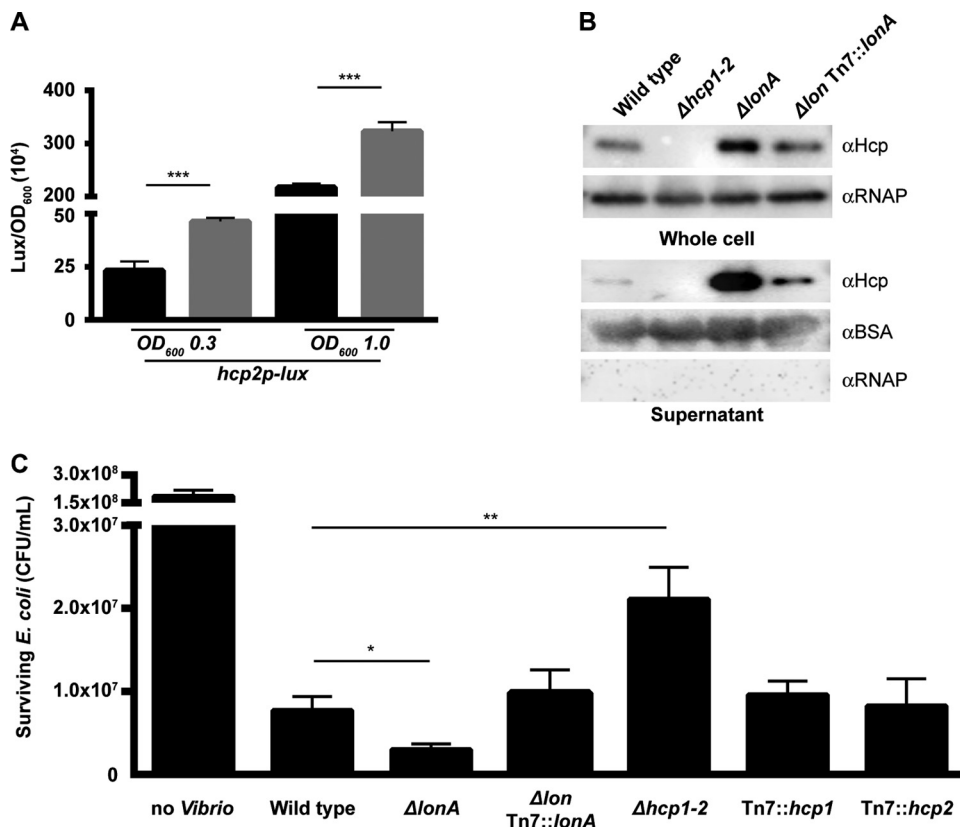 A
Lux/OD600 (10⁴)
400
300
200
50
25
0
***
***
OD600 0.3
OD600 1.0
hcp2p-lux
B
Wild type
Δhcp1-2
ΔlonA
Δlon Tn7::lonA
αHcp
αRNAP
Whole cell
αHcp
αBSA
αRNAP
Supernatant
C
Surviving E. coli (CFU/mL)
3.0x10⁸
1.5x10⁸
3.0x10⁷
2.0x10⁷
1.0x10⁷
0
**
*
no Vibrio
Wild type
ΔlonA
Δlon
Tn7::lonA
Δhcp1-2
Tn7::hcp1
Tn7::hcp2